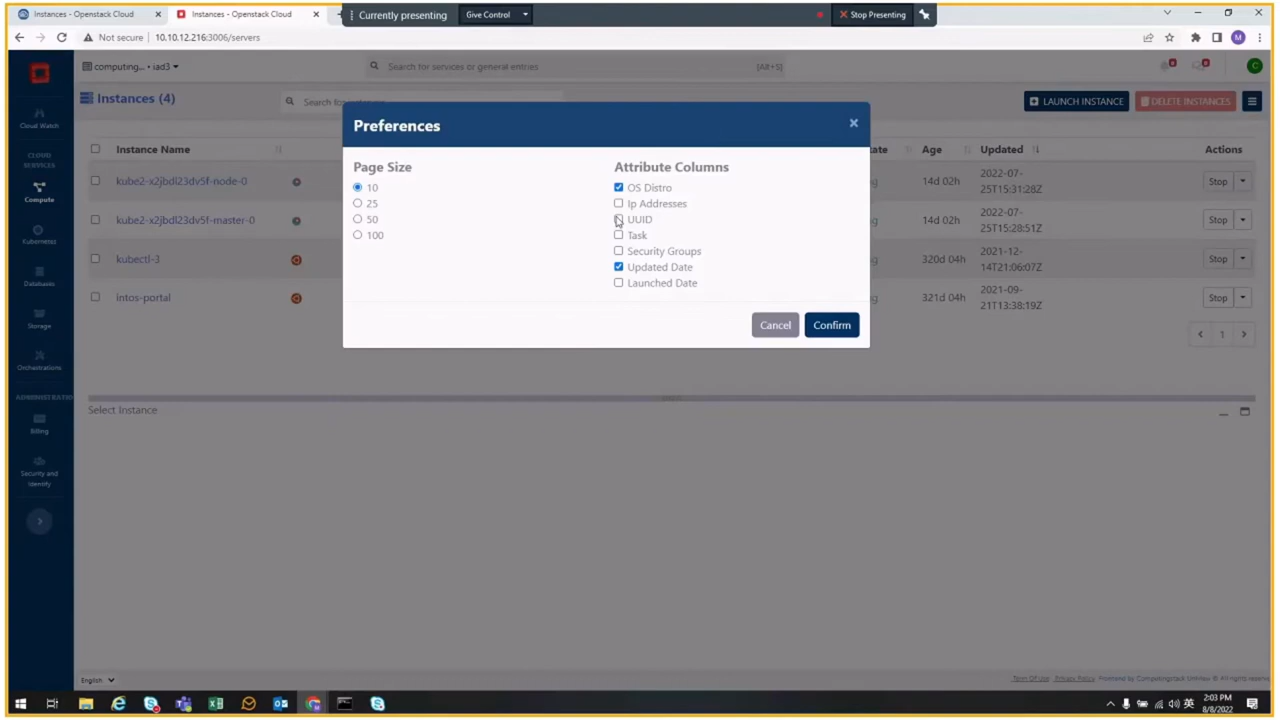 Instances - Openstack Cloud
Instances - Openstack Cloud
Currently presenting
Give Control
Stop Presenting
Not secure
10.10.12.216:3006/servers
M
computing... • iad3
Search for services or general entries
[Alt+S]
C
Cloud Watch
CLOUD
SERVICES
Compute
Kubernetes
Databases
Storage
Orchestrations
Billing
Security and
Identify
Instances (4)
LAUNCH INSTANCE
DELETE INSTANCES
Instance Name
Age
Updated
Actions
kube2-x2jbdl23dv5f-node-0
14d 02h
2022-07-
25T15:31:28Z
Stop
kube2-x2jbdl23dv5f-master-0
14d 02h
2022-07-
25T15:28:51Z
Stop
kubectl-3
320d 04h
2021-12-
14T21:06:07Z
Stop
intos-portal
321d 04h
2021-09-
21T13:38:19Z
Stop
1
Preferences
Page Size
10
25
50
100
Attribute Columns
OS Distro
Ip Addresses
UUID
Task
Security Groups
Updated Date
Launched Date
Cancel
Confirm
Select Instance
English
Term Of Use
Privacy Policy
英
2:03 PM
8/8/2022